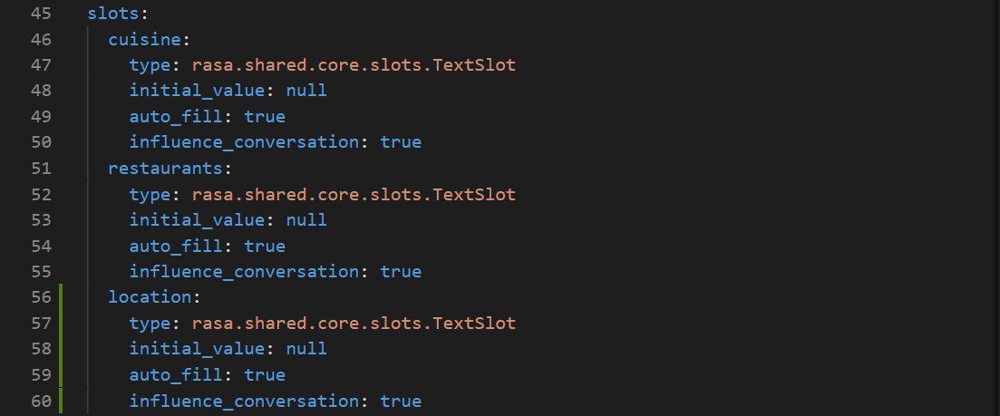 45 slots:
46   cuisine:
47     type: rasa.shared.core.slots.TextSlot
48     initial_value: null
49     auto_fill: true
50     influence_conversation: true
51   restaurants:
52     type: rasa.shared.core.slots.TextSlot
53     initial_value: null
54     auto_fill: true
55     influence_conversation: true
56   location:
57     type: rasa.shared.core.slots.TextSlot
58     initial_value: null
59     auto_fill: true
60     influence_conversation: true